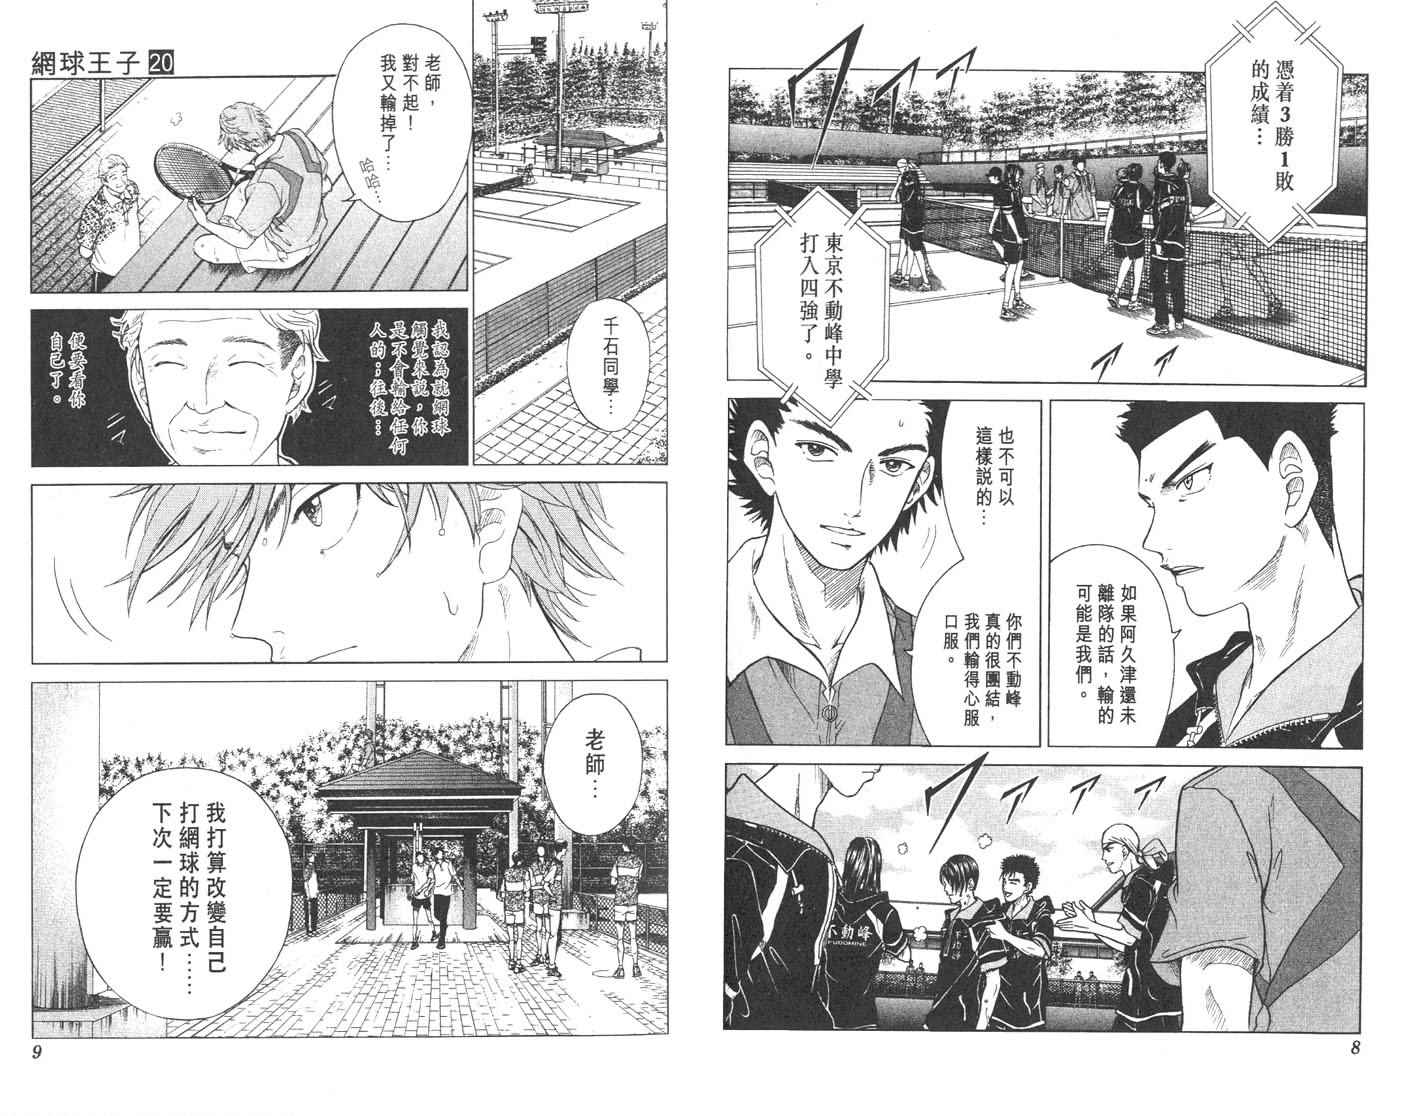 憑着3勝1敗
的成績…
東京不動峰中學
打入四強了。
如果阿久津還未
離隊的話，輸的
可能是我們。
也不可以
這樣説的…
你們不動峰
真的很團結，
我們輸得心服
口服。
不動峰
FUDOMINE
8
網球王子 20
千石同學…
老師，
對不起！
我又輸掉了…
哈哈…
我認為就網球
觸覺來説，你
是不會輸給任何
人的…往後…
便要看你
自己了。
老師…
我打算改變自己
打網球的方式……
下次一定要贏！
9